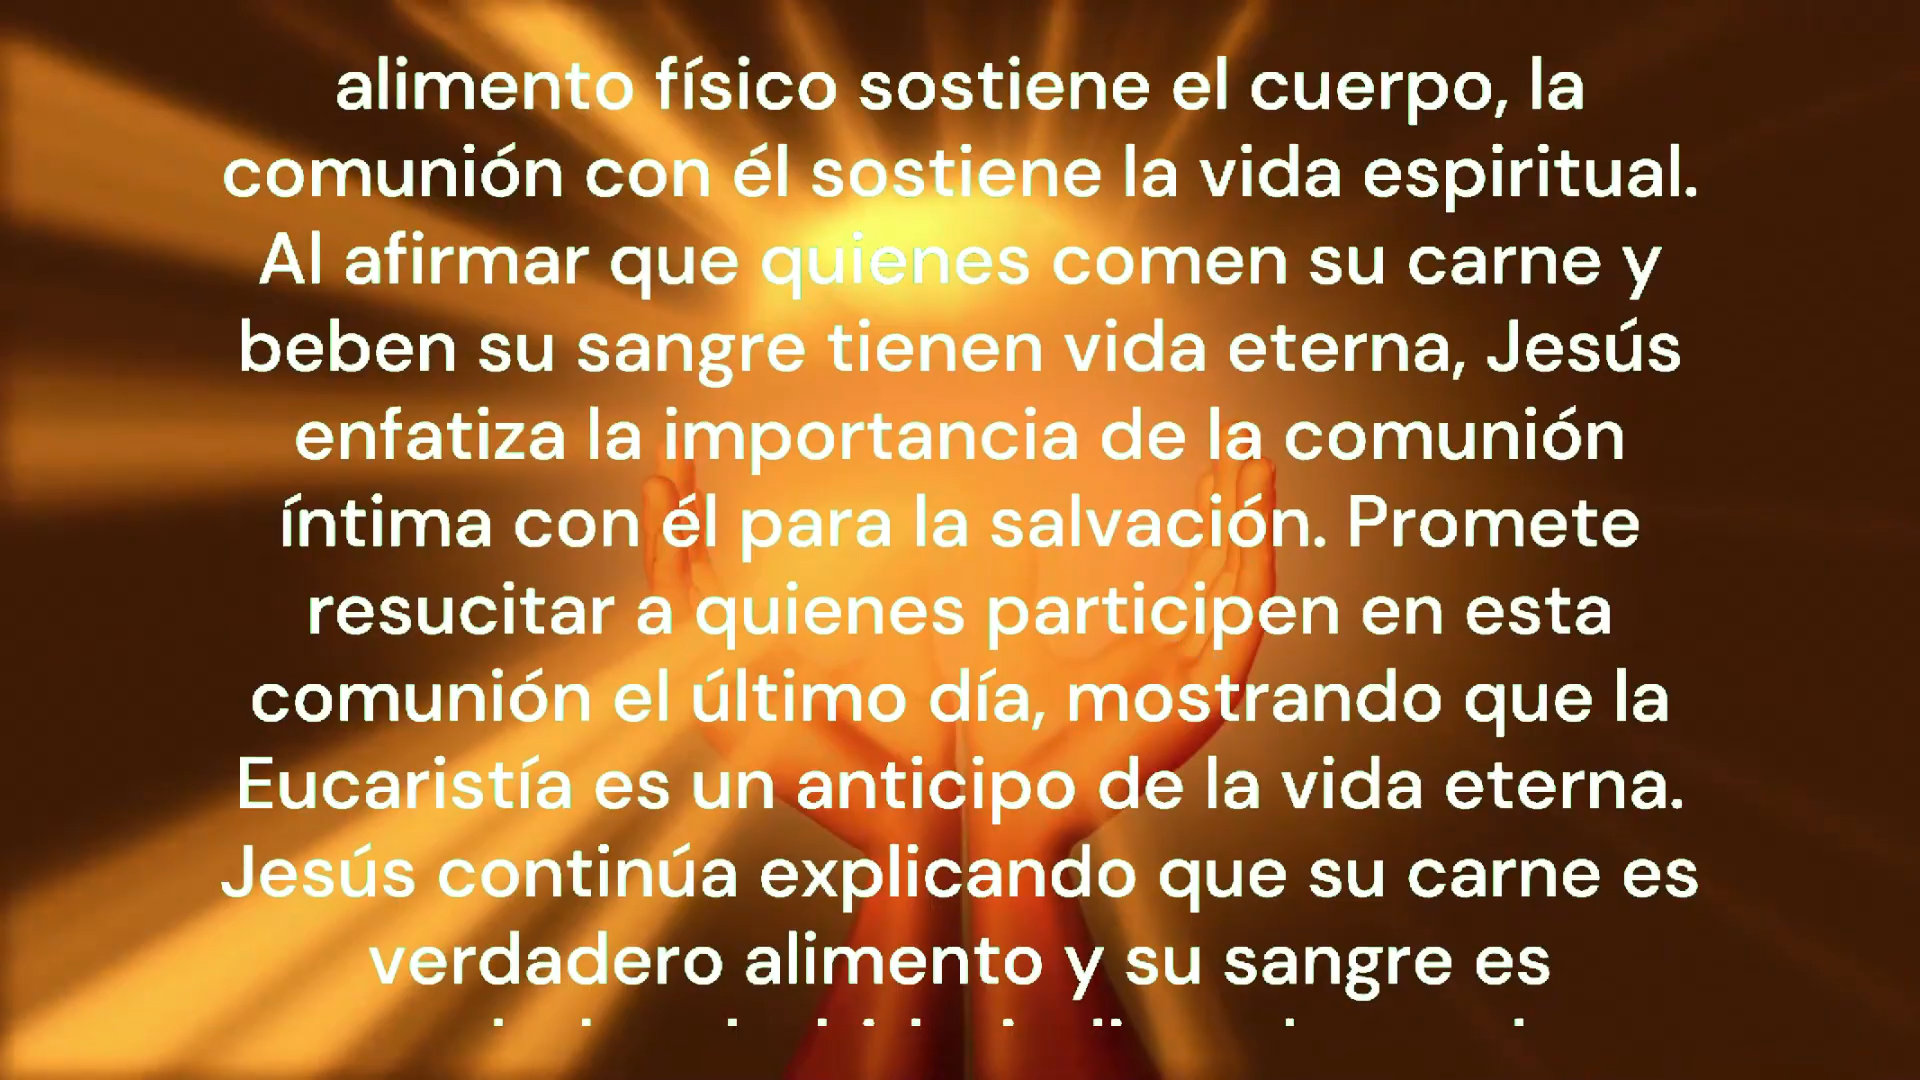 alimento físico sostiene el cuerpo, la
comunión con él sostiene la vida espiritual.
Al afirmar que quienes comen su carne y
beben su sangre tienen vida eterna, Jesús
enfatiza la importancia de la comunión
íntima con él para la salvación. Promete
resucitar a quienes participen en esta
comunión el último día, mostrando que la
Eucaristía es un anticipo de la vida eterna.
Jesús continúa explicando que su carne es
verdadero alimento y su sangre es